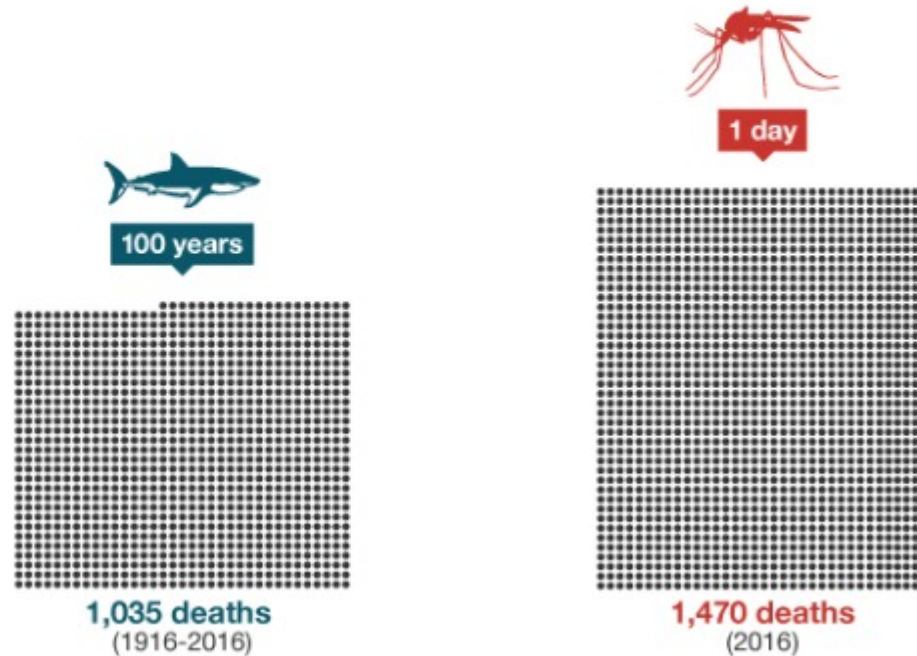 1 day
100 years
1,035 deaths
(1916-2016)
1,470 deaths
(2016)